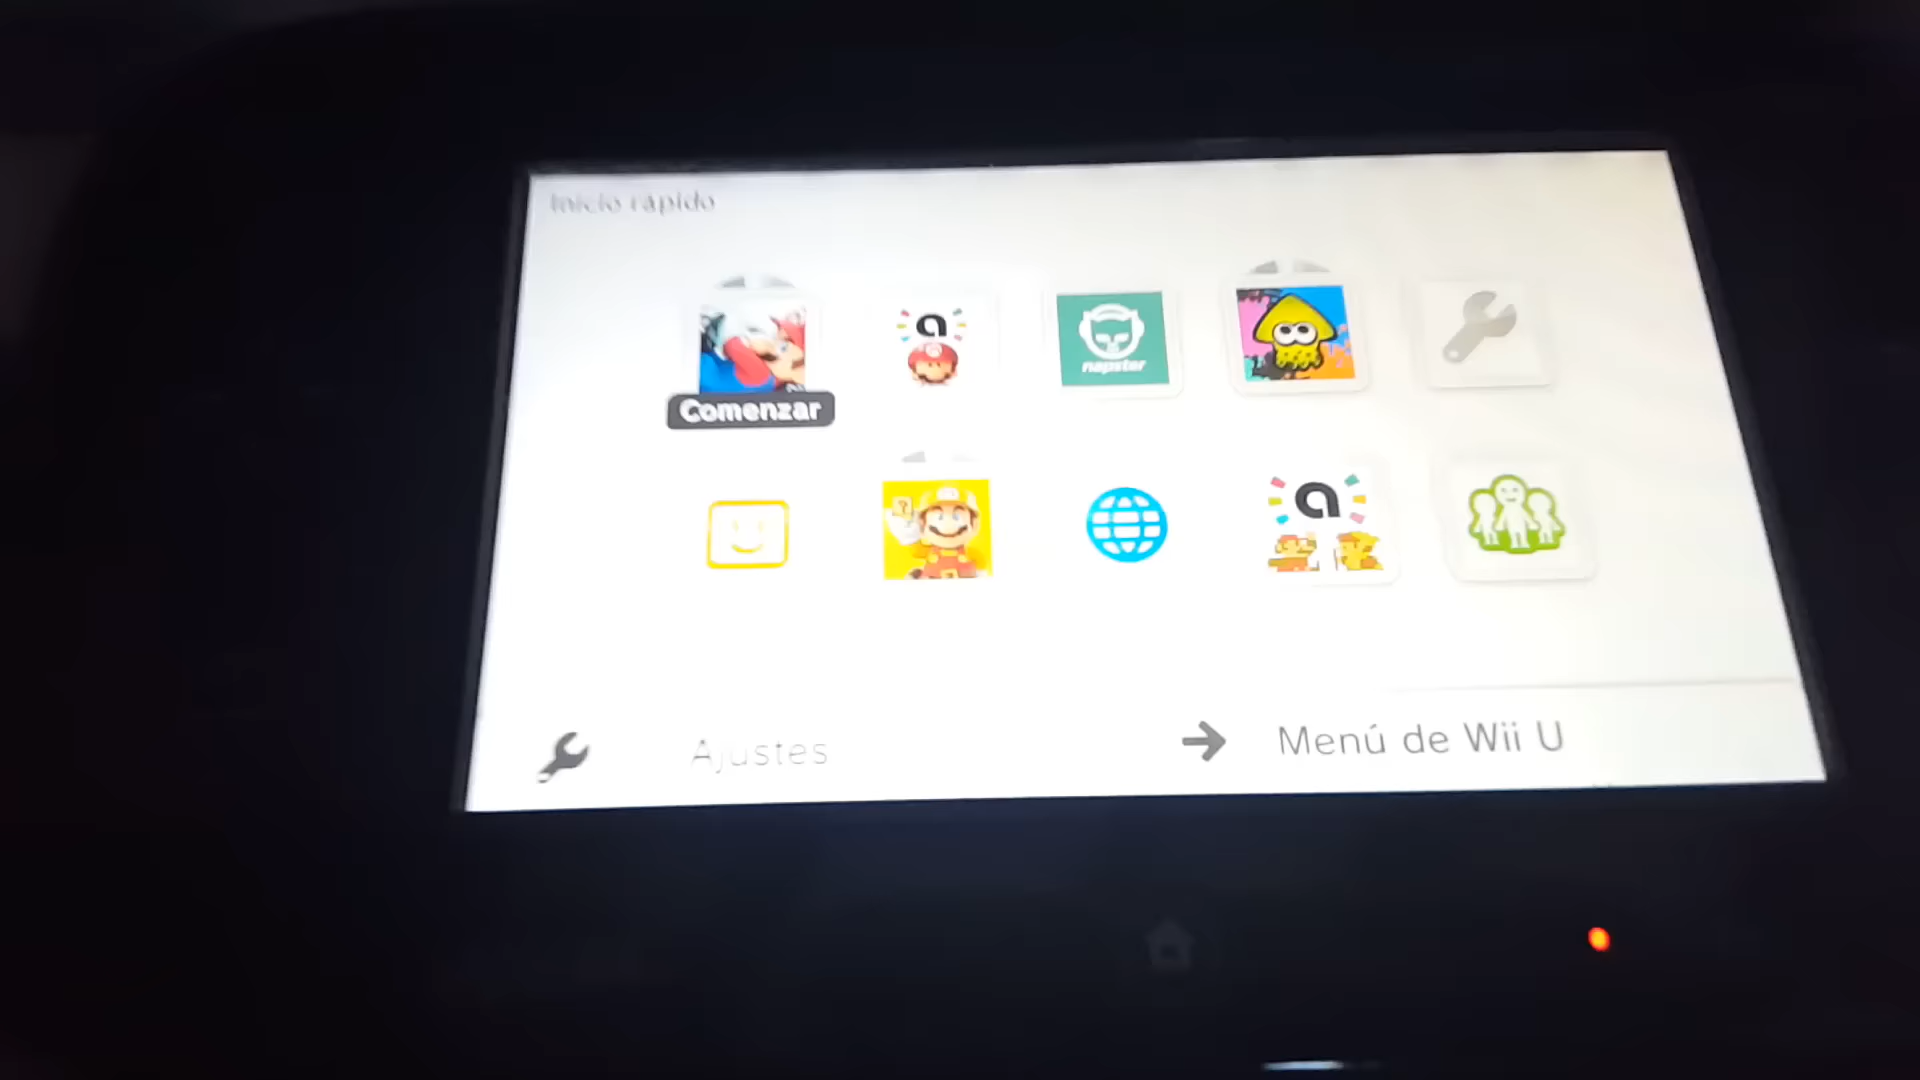 Inicio rápido
a
napster
Comenzar
?
a
Ajustes
Menú de Wii U